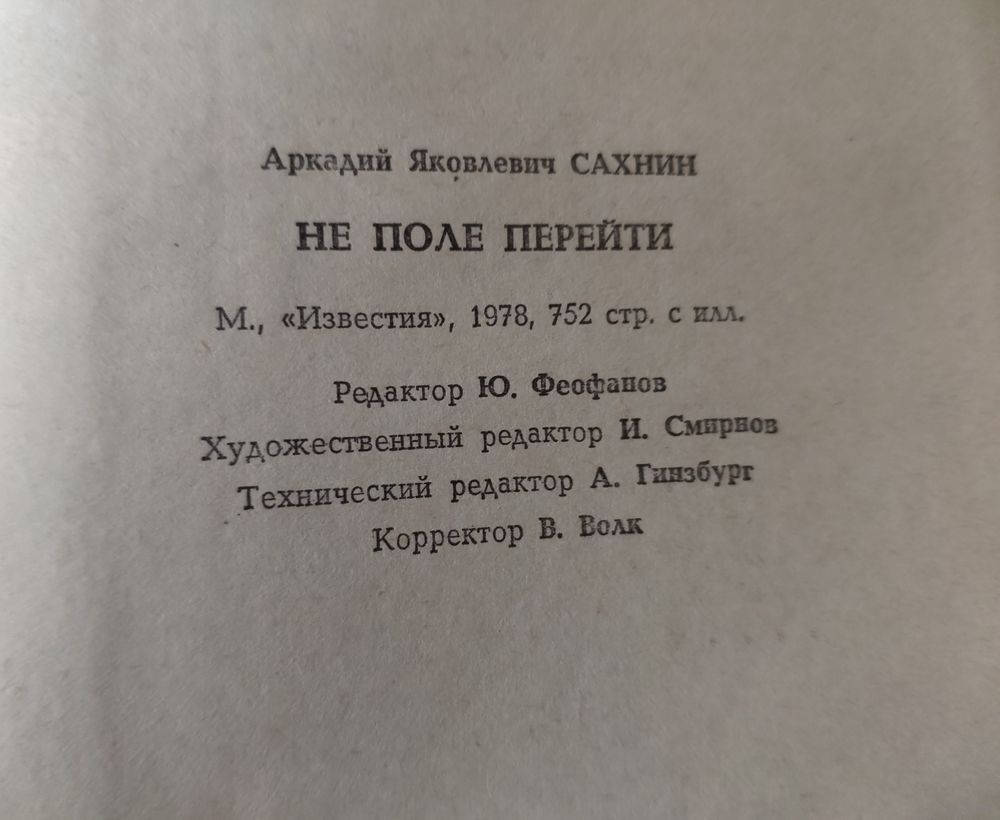 Аркадий Яковлевич САХНИН
НЕ ПОЛЕ ПЕРЕЙТИ
М., «Известия», 1978, 752 стр. с илл.
Редактор Ю. Феофанов
Художественный редактор И. Смирнов
Технический редактор А. Гинзбург
Корректор В. Волк